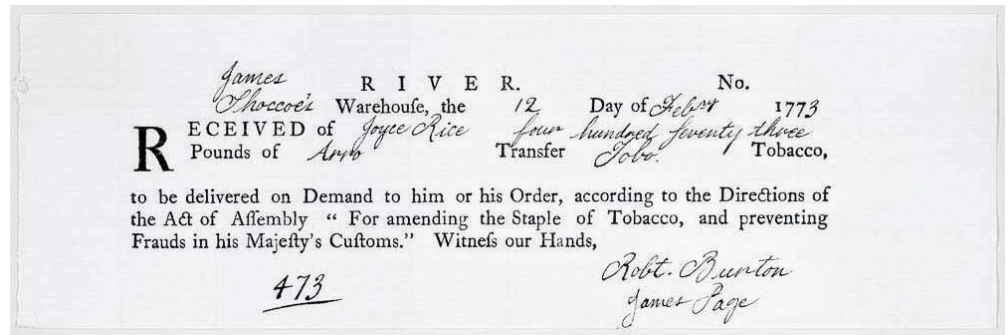 James RIVER. No.
Shoccoe's Warehouſe, the 12 Day of Febry 1773
RECEIVED of Joyce Rice four hundred ſeventy three
Pounds of Arro Transfer Tobo. Tobacco,
to be delivered on Demand to him or his Order, according to the Directions of
the Act of Aſſembly “ For amending the Staple of Tobacco, and preventing
Frauds in his Majeſty's Cuſtoms.” Witneſs our Hands,
473
Robt. Burton
James Page